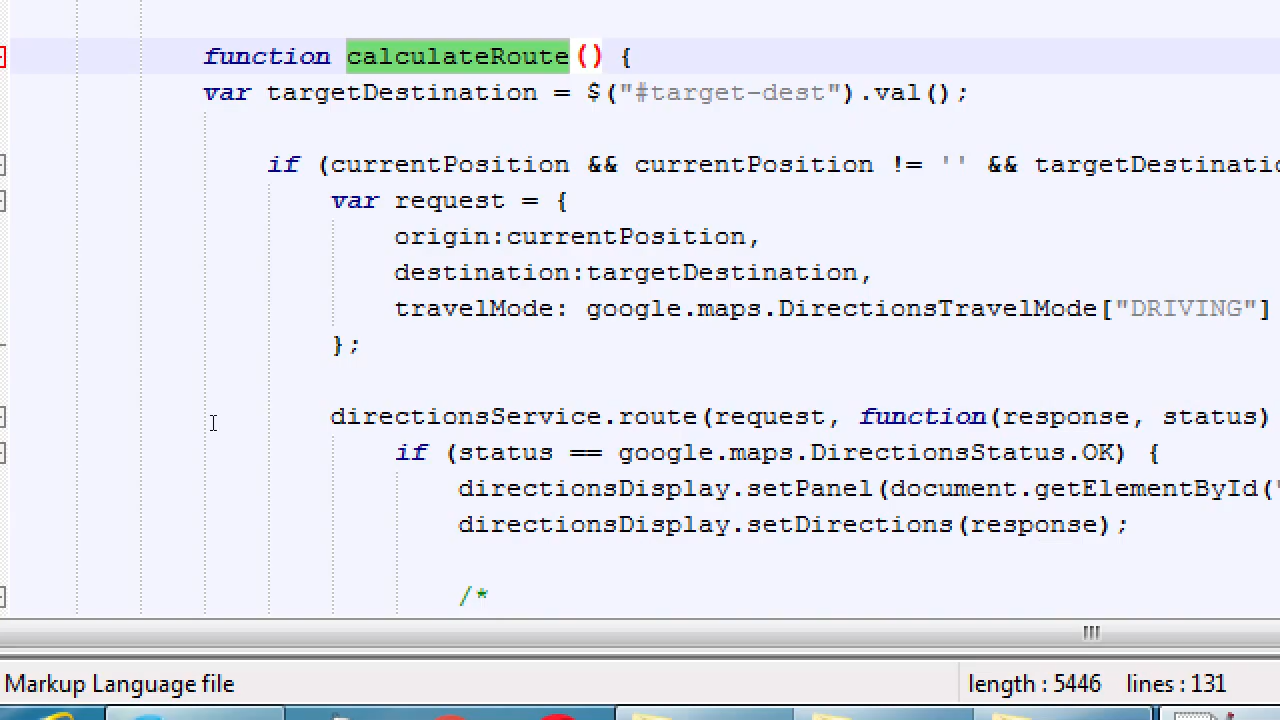 function calculateRoute() {
var targetDestination = $("#target-dest").val();
if (currentPosition && currentPosition != '' && targetDestinatio
var request = {
origin:currentPosition,
destination:targetDestination,
travelMode: google.maps.DirectionsTravelMode["DRIVING"]
};
directionsService.route(request, function(response, status)
if (status == google.maps.DirectionsStatus.OK) {
directionsDisplay.setPanel(document.getElementById("
directionsDisplay.setDirections(response);
/*
Markup Language file length : 5446 lines : 131